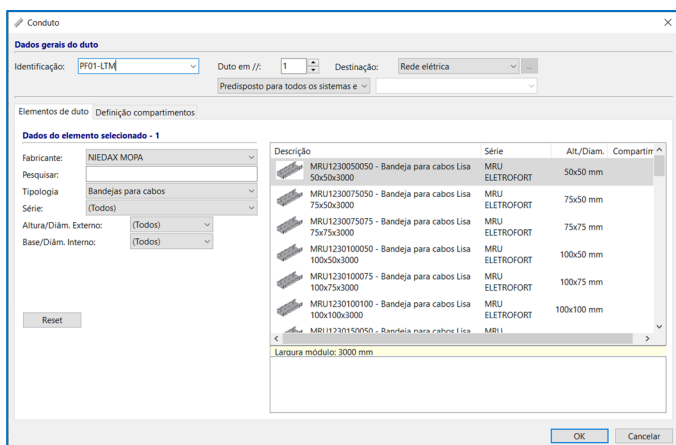 Conduto
Dados gerais do duto
Identificação: PF01-LTM Duto em //: 1 Destinação: Rede elétrica ...
Predisposto para todos os sistemas e
Elementos de duto Definição compartimentos
Dados do elemento selecionado - 1
Fabricante: NIEDAX MOPA
Pesquisar:
Tipologia Bandejas para cabos
Série: (Todos)
Altura/Diâm. Externo: (Todos)
Base/Diâm. Interno: (Todos)
Reset
Descrição Série Alt./Diam. Compartim
MRU1230050050 - Bandeja para cabos Lisa MRU
50x50x3000 ELETROFORT 50x50 mm
MRU1230075050 - Bandeja para cabos Lisa MRU
75x50x3000 ELETROFORT 75x50 mm
MRU1230075075 - Bandeja para cabos Lisa MRU
75x75x3000 ELETROFORT 75x75 mm
MRU1230100050 - Bandeja para cabos Lisa MRU
100x50x3000 ELETROFORT 100x50 mm
MRU1230100075 - Bandeja para cabos Lisa MRU
100x75x3000 ELETROFORT 100x75 mm
MRU1230100100 - Bandeja para cabos Lisa MRU
100x100x3000 ELETROFORT 100x100 mm
MRU1230150050 - Bandeja para cabos Lisa MRU
Largura módulo: 3000 mm
OK Cancelar